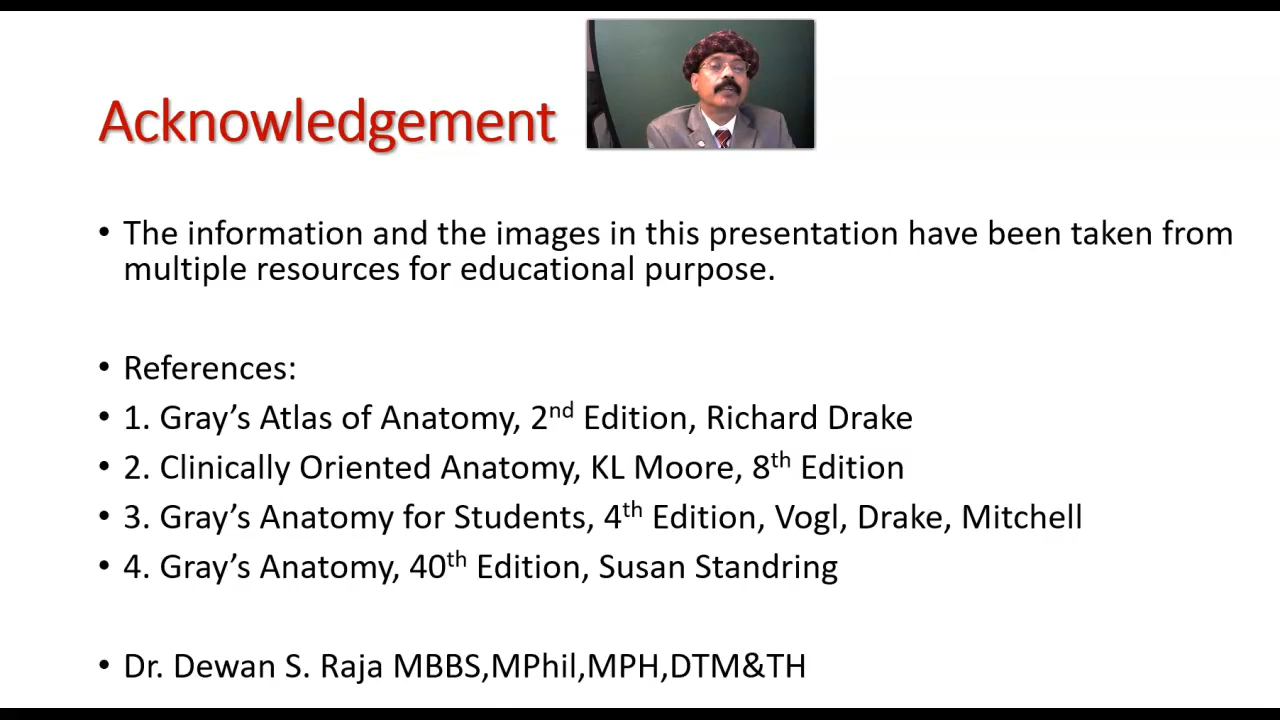 Acknowledgement
• The information and the images in this presentation have been taken from
multiple resources for educational purpose.
• References:
• 1. Gray’s Atlas of Anatomy, 2nd Edition, Richard Drake
• 2. Clinically Oriented Anatomy, KL Moore, 8th Edition
• 3. Gray’s Anatomy for Students, 4th Edition, Vogl, Drake, Mitchell
• 4. Gray’s Anatomy, 40th Edition, Susan Standring
• Dr. Dewan S. Raja MBBS,MPhil,MPH,DTM&TH